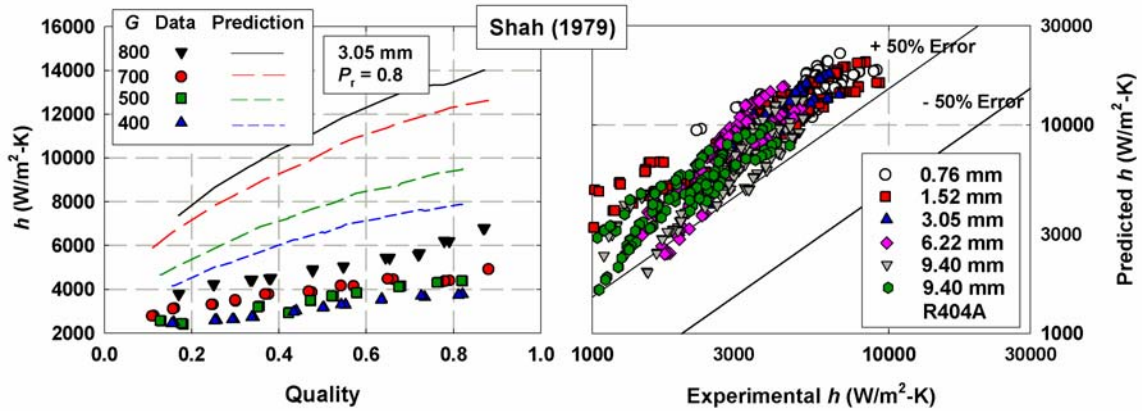 Shah (1979)
G Data Prediction
800
700
500
400
3.05 mm
Pr = 0.8
16000
14000
12000
10000
8000
6000
4000
2000
h (W/m²-K)
0.0 0.2 0.4 0.6 0.8 1.0
Quality
+ 50% Error
- 50% Error
0.76 mm
1.52 mm
3.05 mm
6.22 mm
9.40 mm
9.40 mm
R404A
30000
10000
3000
1000
Predicted h (W/m²-K)
1000 3000 10000 30000
Experimental h (W/m²-K)